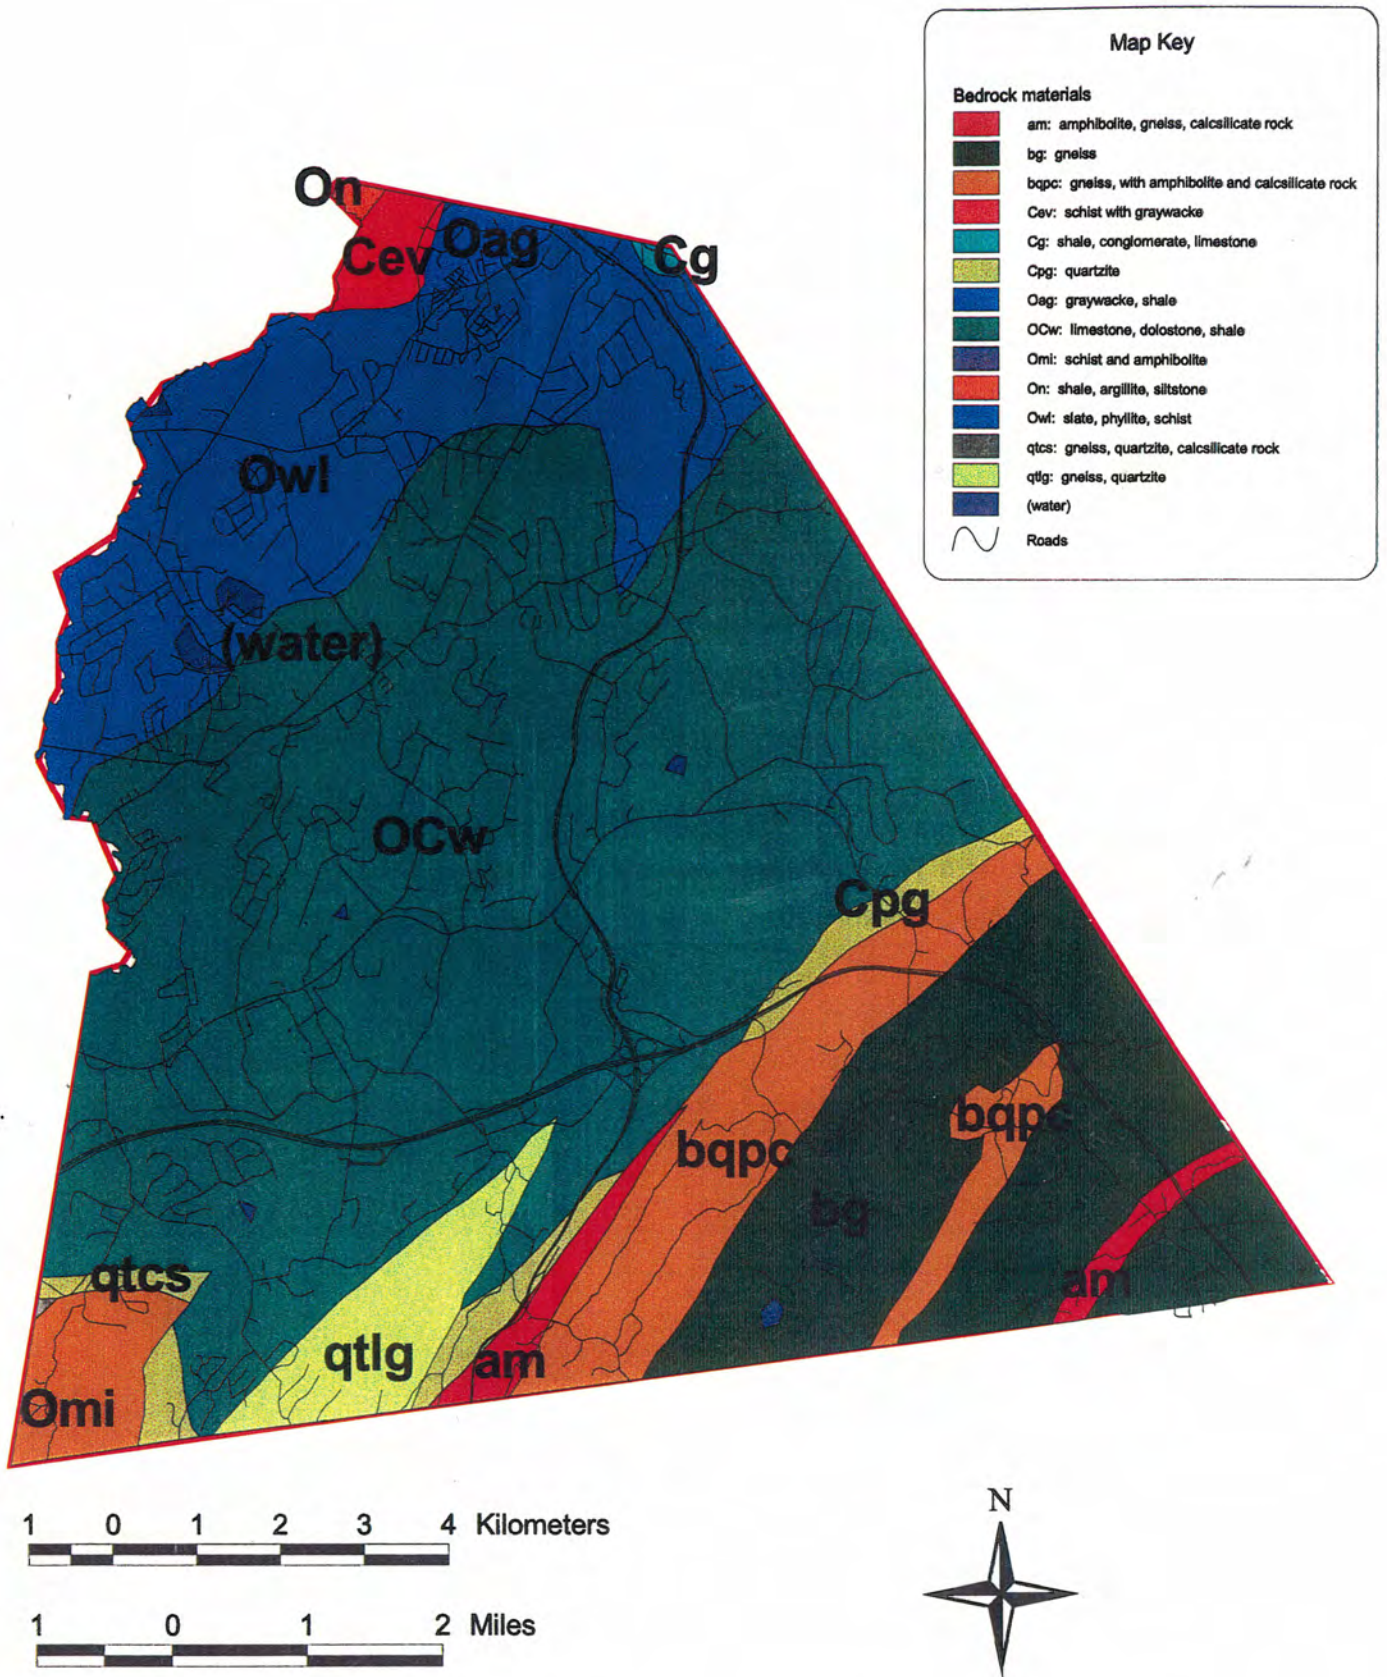 Map Key
Bedrock materials
am: amphibolite, gneiss, calcsilicate rock
bg: gneiss
bqpc: gneiss, with amphibolite and calcsilicate rock
Cev: schist with graywacke
Cg: shale, conglomerate, limestone
Cpg: quartzite
Oag: graywacke, shale
OCw: limestone, dolostone, shale
Omi: schist and amphibolite
On: shale, argillite, siltstone
Owl: slate, phyllite, schist
qtcs: gneiss, quartzite, calcsilicate rock
qtlg: gneiss, quartzite
(water)
Roads
On
Cev
Oag
Cg
Owl
(water)
OCw
Cpg
bqpc
bqpc
bg
qtcs
am
qtlg
am
Omi
1 0 1 2 3 4 Kilometers
1 0 1 2 Miles
N